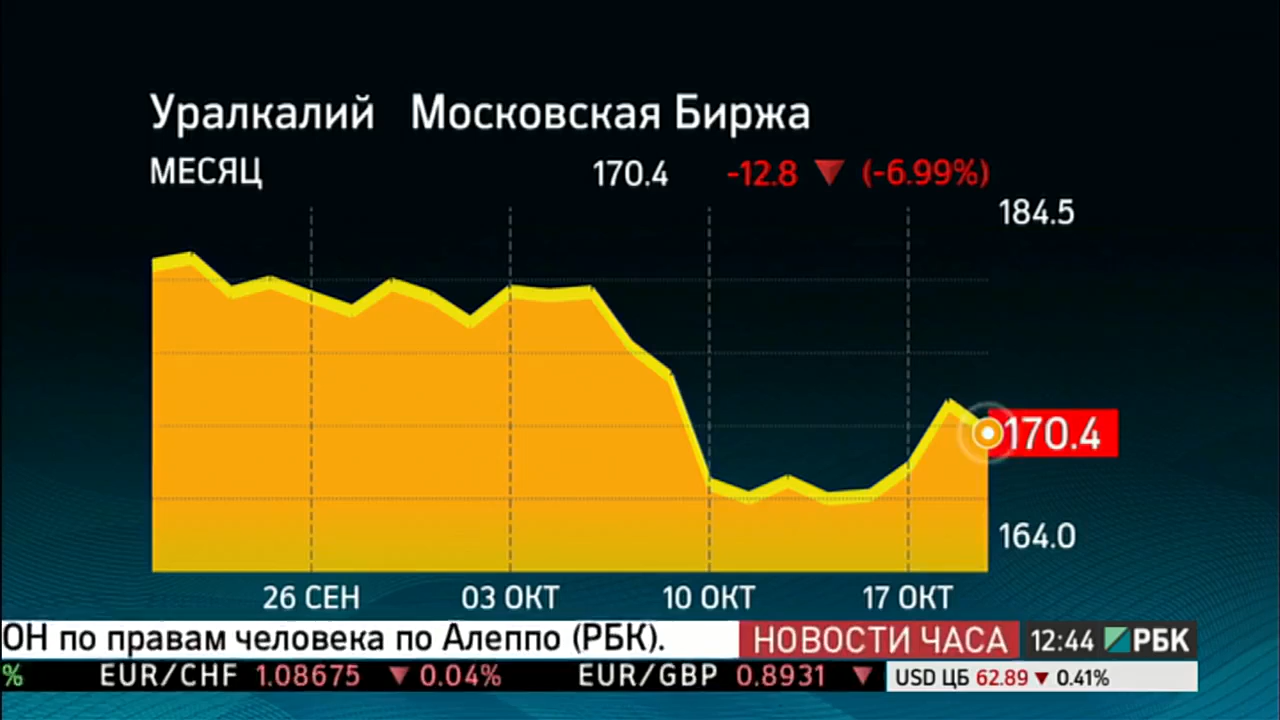 Уралкалий Московская Биржа
МЕСЯЦ 170.4 -12.8 ▼ (-6.99%)
184.5
170.4
164.0
26 СЕН 03 ОКТ 10 ОКТ 17 ОКТ
ОН по правам человека по Алеппо (РБК). НОВОСТИ ЧАСА 12:44 РБК
% EUR/CHF 1.08675 ▼ 0.04% EUR/GBP 0.8931 ▼ USD ЦБ 62.89 ▼ 0.41%